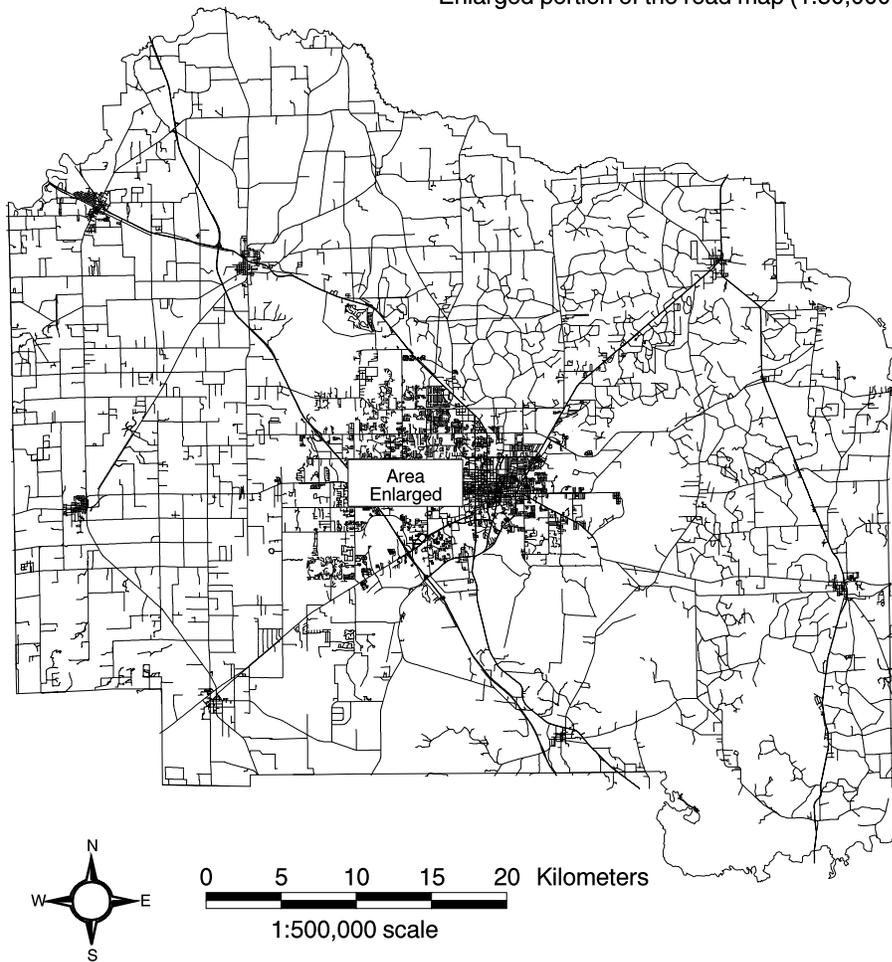 Enlarged portion of the road map (1:50,000
Area
Enlarged
N
W E
S
0 5 10 15 20 Kilometers
1:500,000 scale